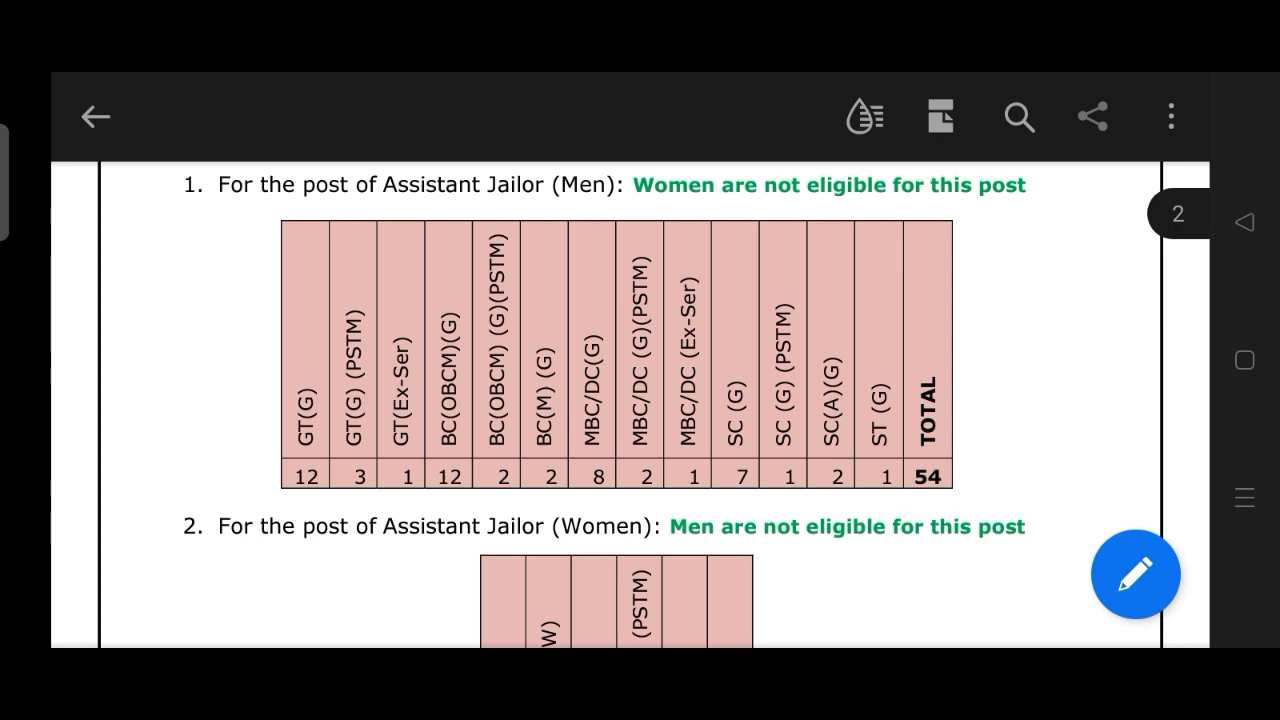 1. For the post of Assistant Jailor (Men): Women are not eligible for this post
2
GT(G)
GT(G) (PSTM)
GT(Ex-Ser)
BC(OBCM)(G)
BC(OBCM) (G)(PSTM)
BC(M) (G)
MBC/DC(G)
MBC/DC (G)(PSTM)
MBC/DC (Ex-Ser)
SC (G)
SC (G) (PSTM)
SC(A)(G)
ST (G)
TOTAL
12 3 1 12 2 2 8 2 1 7 1 2 1 54
2. For the post of Assistant Jailor (Women): Men are not eligible for this post
W)
(PSTM)